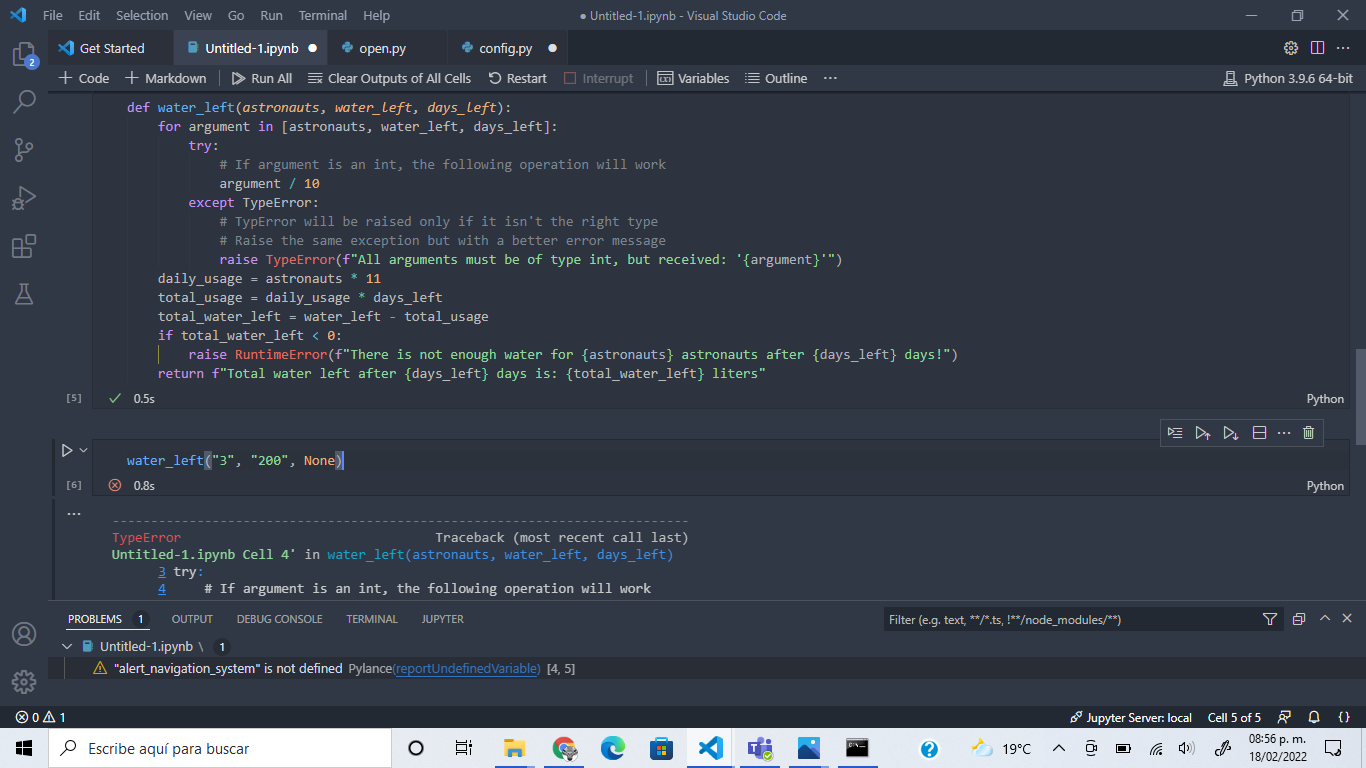 File Edit Selection View Go Run Terminal Help ● Untitled-1.ipynb - Visual Studio Code
Get Started Untitled-1.ipynb open.py config.py
2
Code Markdown Run All Clear Outputs of All Cells Restart Interrupt Variables Outline ··· Python 3.9.6 64-bit
def water_left(astronauts, water_left, days_left):
for argument in [astronauts, water_left, days_left]:
try:
# If argument is an int, the following operation will work
argument / 10
except TypeError:
# TypError will be raised only if it isn't the right type
# Raise the same exception but with a better error message
raise TypeError(f"All arguments must be of type int, but received: '{argument}'")
daily_usage = astronauts * 11
total_usage = daily_usage * days_left
total_water_left = water_left - total_usage
if total_water_left < 0:
raise RuntimeError(f"There is not enough water for {astronauts} astronauts after {days_left} days!")
return f"Total water left after {days_left} days is: {total_water_left} liters"
[5] 0.5s Python
water_left("3", "200", None)
[6] 0.8s Python
---------------------------------------------------------------------------
TypeError Traceback (most recent call last)
Untitled-1.ipynb Cell 4' in water_left(astronauts, water_left, days_left)
3 try:
4 # If argument is an int, the following operation will work
PROBLEMS 1 OUTPUT DEBUG CONSOLE TERMINAL JUPYTER Filter (e.g. text, **/*.ts, !**/node_modules/**)
Untitled-1.ipynb \ 1
"alert_navigation_system" is not defined Pylance(reportUndefinedVariable) [4, 5]
0 1 Jupyter Server: local Cell 5 of 5
Escribe aquí para buscar 19°C 08:56 p. m.
18/02/2022